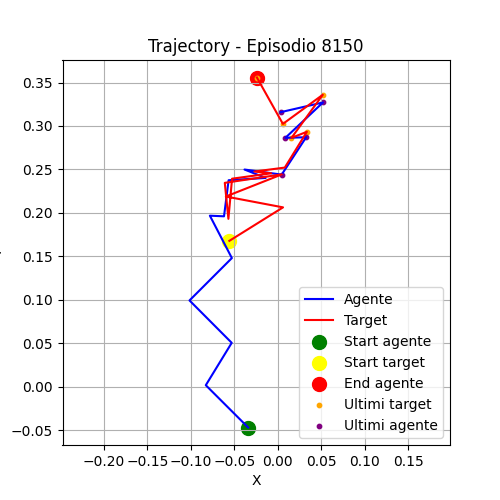 Trajectory - Episodio 8150
0.35
0.30
0.25
0.20
0.15
0.10
0.05
0.00
−0.05
−0.20 −0.15 −0.10 −0.05 0.00 0.05 0.10 0.15
X
Agente
Target
Start agente
Start target
End agente
Ultimi target
Ultimi agente